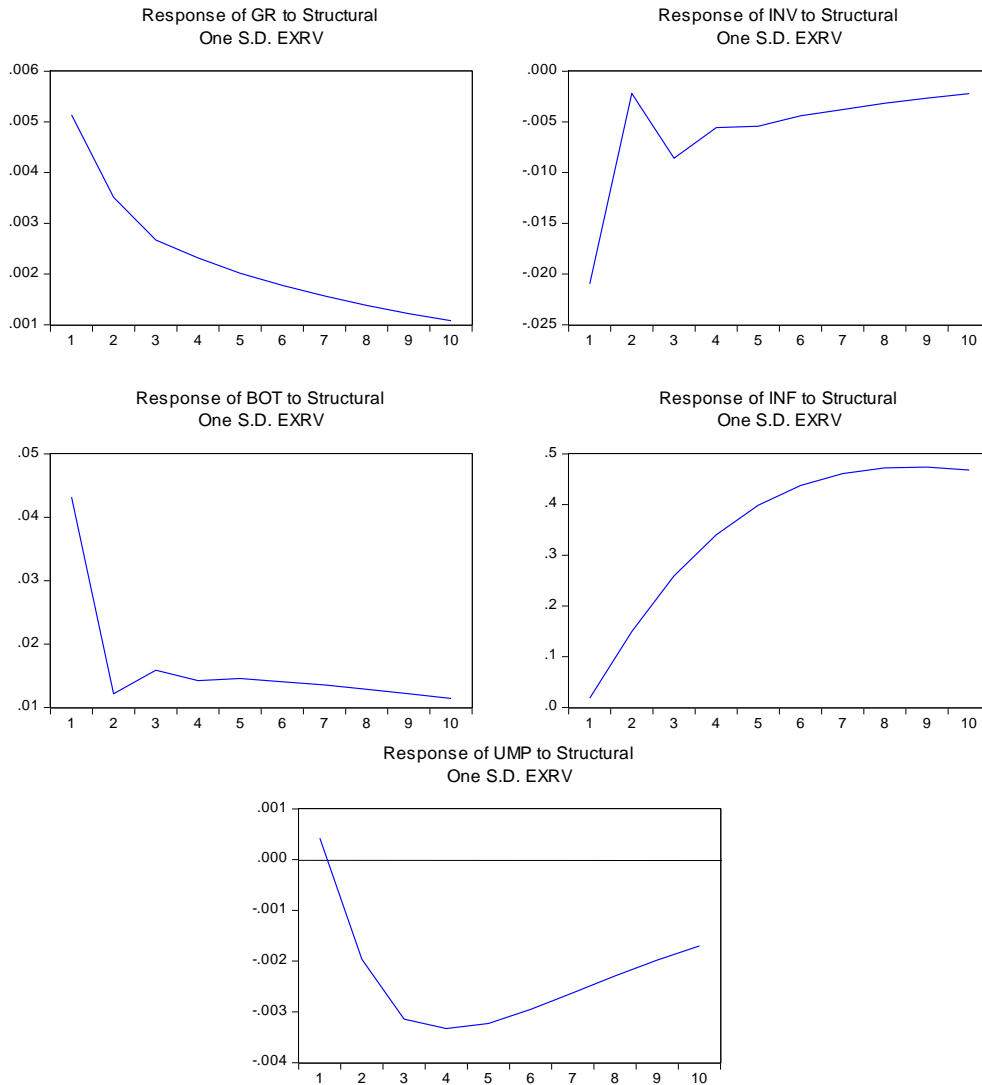 Response of GR to Structural
One S.D. EXRV
.006
.005
.004
.003
.002
.001
1 2 3 4 5 6 7 8 9 10
Response of INV to Structural
One S.D. EXRV
.000
-.005
-.010
-.015
-.020
-.025
1 2 3 4 5 6 7 8 9 10
Response of BOT to Structural
One S.D. EXRV
.05
.04
.03
.02
.01
1 2 3 4 5 6 7 8 9 10
Response of INF to Structural
One S.D. EXRV
.5
.4
.3
.2
.1
.0
1 2 3 4 5 6 7 8 9 10
Response of UMP to Structural
One S.D. EXRV
.001
.000
-.001
-.002
-.003
-.004
1 2 3 4 5 6 7 8 9 10